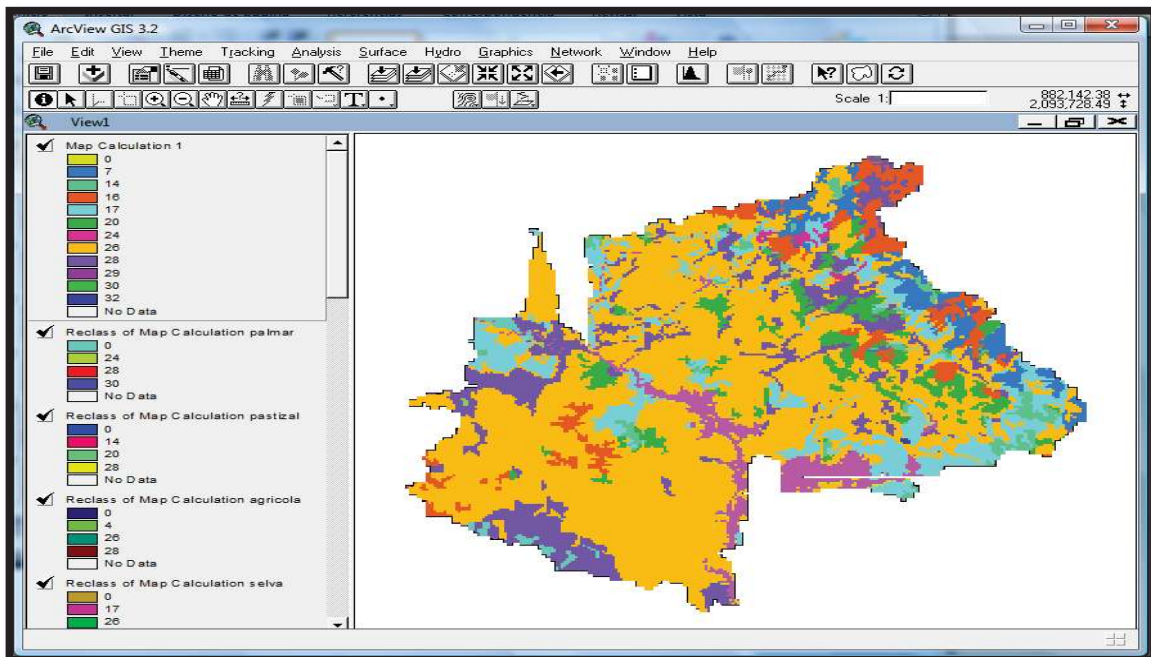 ArcView GIS 3.2
File Edit View Theme Tracking Analysis Surface Hydro Graphics Network Window Help
Scale 1:
882,142.38
2,093,728.49
View1
Map Calculation 1
0
7
14
16
17
20
24
26
28
29
30
32
No Data
Reclass of Map Calculation palmar
0
24
28
30
No Data
Reclass of Map Calculation pastizal
0
14
20
28
No Data
Reclass of Map Calculation agricola
0
4
26
28
No Data
Reclass of Map Calculation selva
0
17
26